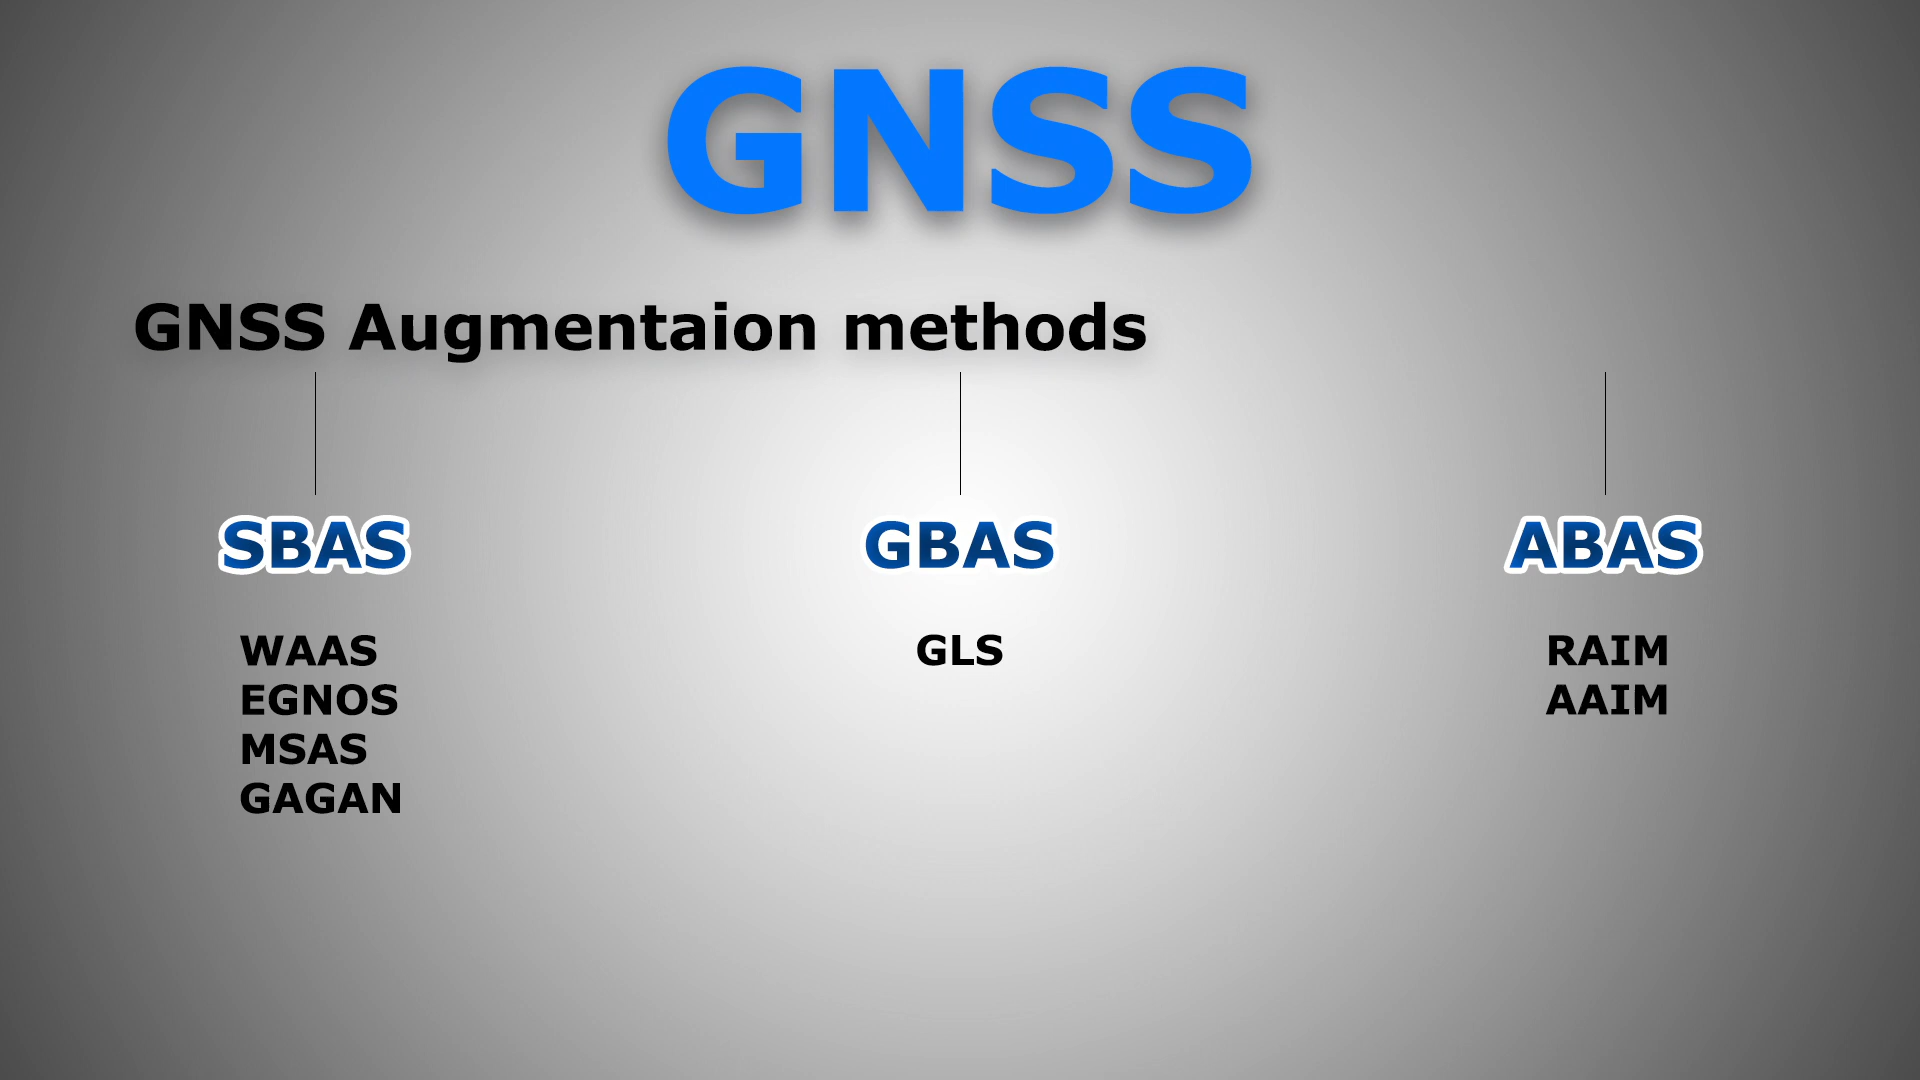 GNSS
GNSS Augmentaion methods
SBAS
WAAS
EGNOS
MSAS
GAGAN
GBAS
GLS
ABAS
RAIM
AAIM